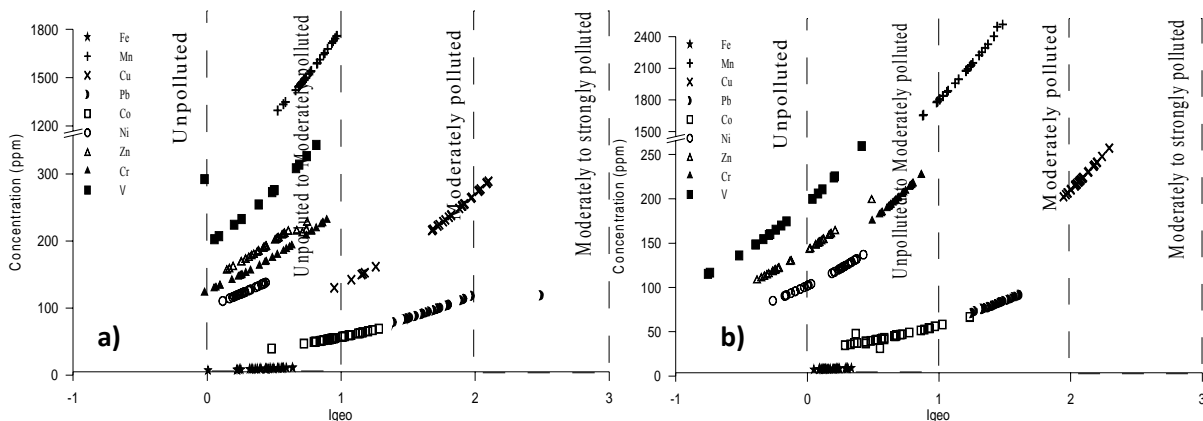 1800
1500
1200
300
200
100
0
Concentration (ppm)
Fe
Mn
Cu
Pb
Co
Ni
Zn
Cr
V
Unpolluted
Unpolluted to Moderately polluted
Moderately polluted
Moderately to strongly polluted
a)
-1
0
1
2
3
Igeo
2400
2100
1800
1500
250
200
150
100
50
0
Concentration (ppm)
Fe
Mn
Cu
Pb
Co
Ni
Zn
Cr
V
Unpolluted
Unpolluted to Moderately polluted
Moderately polluted
Moderately to strongly polluted
b)
-1
0
1
2
3
Igeo